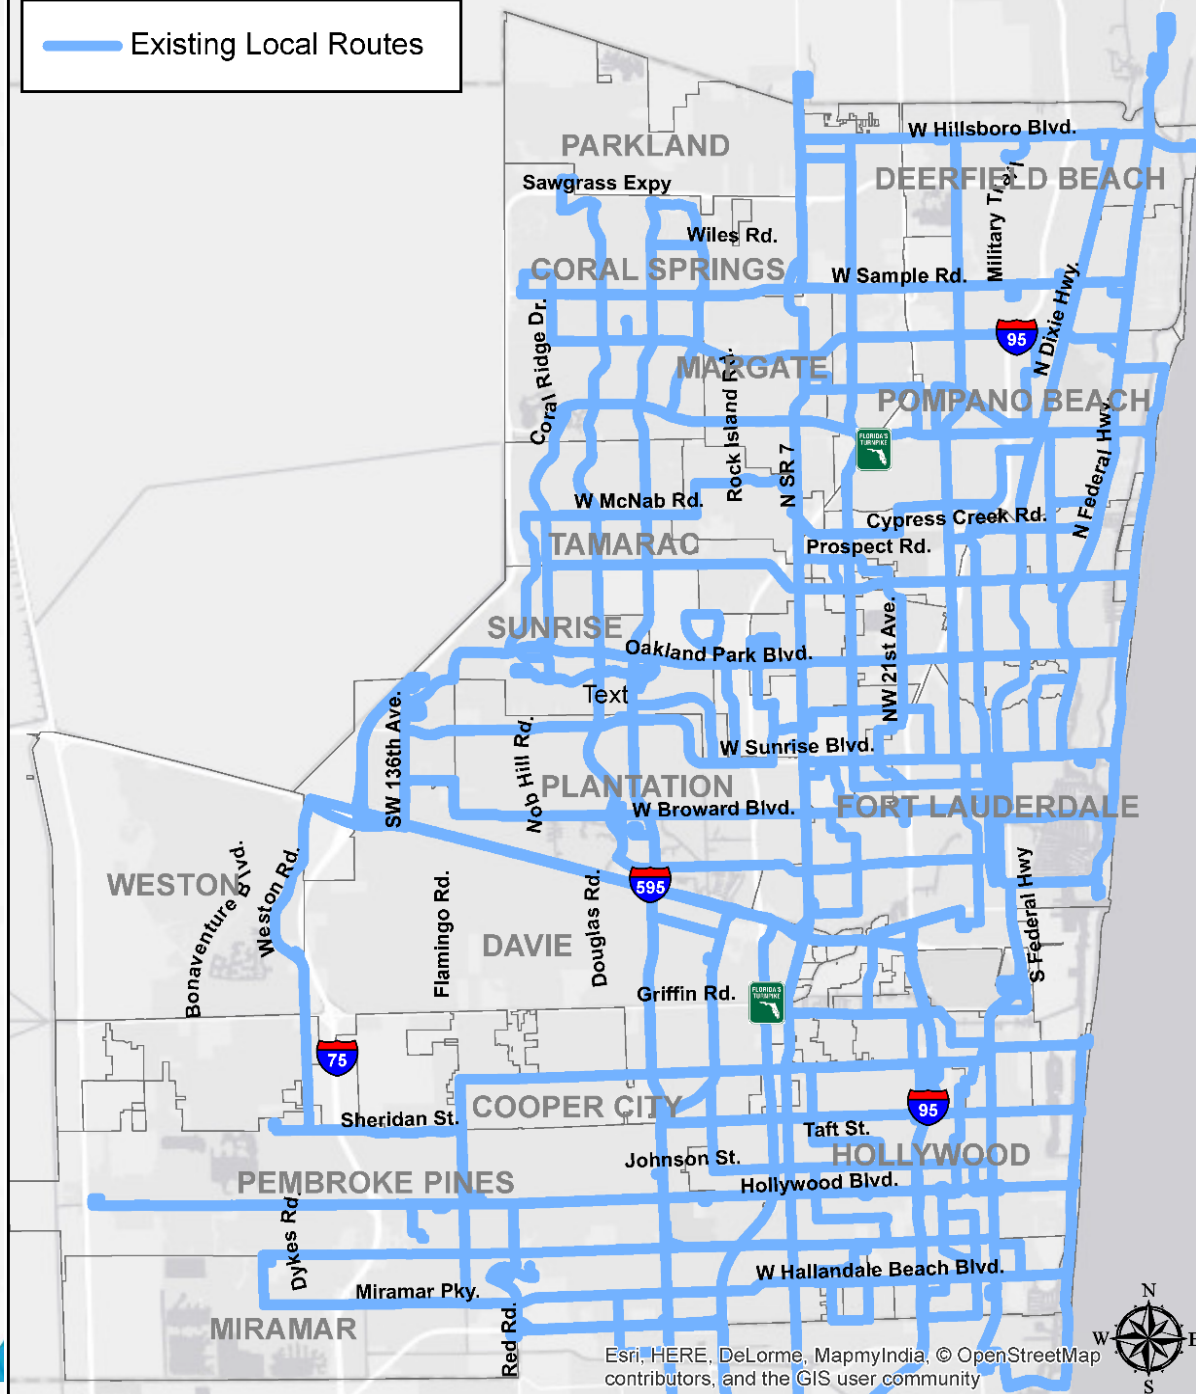 Existing Local Routes
W Hillsboro Blvd.
PARKLAND
DEERFIELD BEACH
Sawgrass Expy
Military Trail
Wiles Rd.
CORAL SPRINGS
W Sample Rd.
N Dixie Hwy.
95
Coral Ridge Dr.
MARGATE
Rock Island Rd.
POMPANO BEACH
FLORIDA'S
TURNPIKE
N Federal Hwy
N SR 7
W McNab Rd.
Cypress Creek Rd.
TAMARAC
Prospect Rd.
SUNRISE
Oakland Park Blvd.
NW 21st Ave.
Text
SW 136th Ave.
Nob Hill Rd.
W Sunrise Blvd.
PLANTATION
W Broward Blvd.
FORT LAUDERDALE
WESTON
Bonaventure Blvd.
Weston Rd.
595
Flamingo Rd.
Douglas Rd.
S Federal Hwy
DAVIE
Griffin Rd.
FLORIDA'S
TURNPIKE
75
COOPER CITY
95
Sheridan St.
Taft St.
Johnson St.
HOLLYWOOD
PEMBROKE PINES
Hollywood Blvd.
Dykes Rd.
W Hallandale Beach Blvd.
Miramar Pky.
MIRAMAR
Red Rd.
N
W
E
S
Esri, HERE, DeLorme, MapmyIndia, © OpenStreetMap
contributors, and the GIS user community